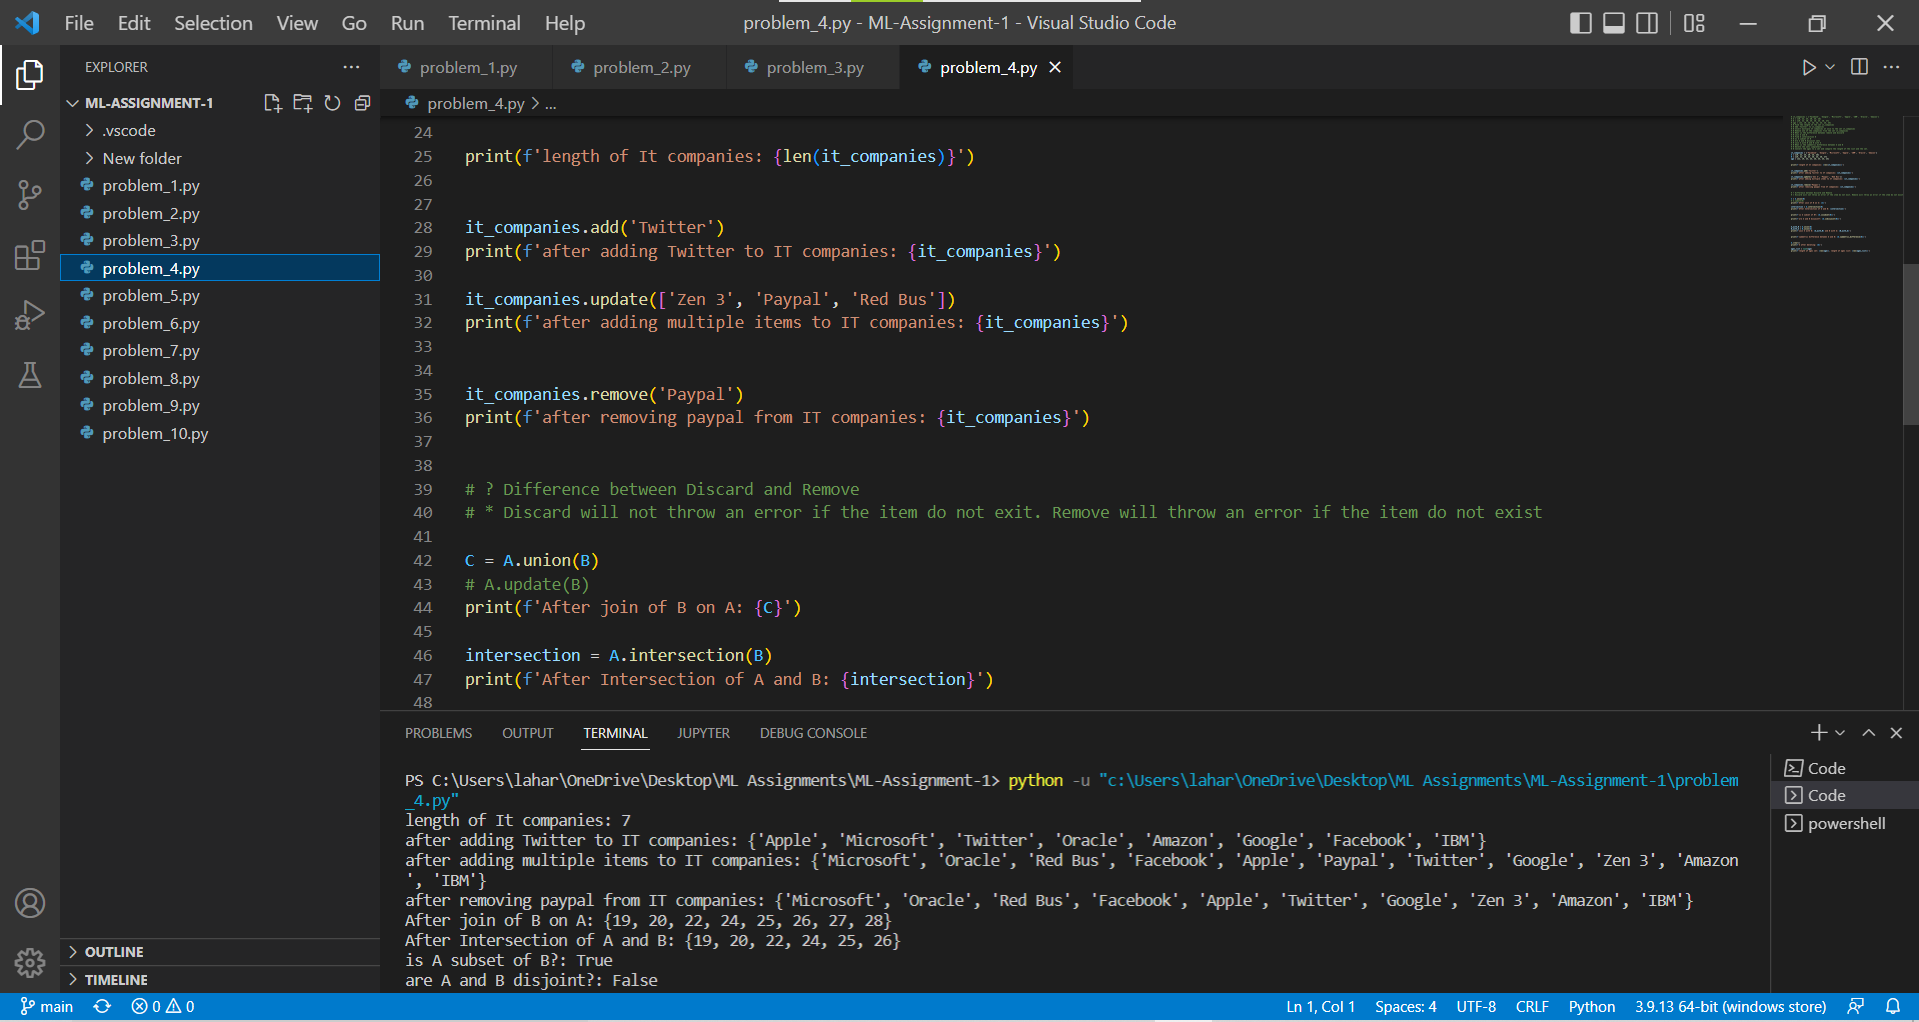 File Edit Selection View Go Run Terminal Help
problem_4.py - ML-Assignment-1 - Visual Studio Code
EXPLORER
ML-ASSIGNMENT-1
.vscode
New folder
problem_1.py
problem_2.py
problem_3.py
problem_4.py
problem_5.py
problem_6.py
problem_7.py
problem_8.py
problem_9.py
problem_10.py
OUTLINE
TIMELINE
problem_1.py problem_2.py problem_3.py problem_4.py
problem_4.py > ...
24
25 print(f'length of It companies: {len(it_companies)}')
26
27
28 it_companies.add('Twitter')
29 print(f'after adding Twitter to IT companies: {it_companies}')
30
31 it_companies.update(['Zen 3', 'Paypal', 'Red Bus'])
32 print(f'after adding multiple items to IT companies: {it_companies}')
33
34
35 it_companies.remove('Paypal')
36 print(f'after removing paypal from IT companies: {it_companies}')
37
38
39 # ? Difference between Discard and Remove
40 # * Discard will not throw an error if the item do not exit. Remove will throw an error if the item do not exist
41
42 C = A.union(B)
43 # A.update(B)
44 print(f'After join of B on A: {C}')
45
46 intersection = A.intersection(B)
47 print(f'After Intersection of A and B: {intersection}')
48
PROBLEMS OUTPUT TERMINAL JUPYTER DEBUG CONSOLE
PS C:\Users\lahar\OneDrive\Desktop\ML Assignments\ML-Assignment-1> python -u "c:\Users\lahar\OneDrive\Desktop\ML Assignments\ML-Assignment-1\problem
_4.py"
length of It companies: 7
after adding Twitter to IT companies: {'Apple', 'Microsoft', 'Twitter', 'Oracle', 'Amazon', 'Google', 'Facebook', 'IBM'}
after adding multiple items to IT companies: {'Microsoft', 'Oracle', 'Red Bus', 'Facebook', 'Apple', 'Paypal', 'Twitter', 'Google', 'Zen 3', 'Amazon
', 'IBM'}
after removing paypal from IT companies: {'Microsoft', 'Oracle', 'Red Bus', 'Facebook', 'Apple', 'Twitter', 'Google', 'Zen 3', 'Amazon', 'IBM'}
After join of B on A: {19, 20, 22, 24, 25, 26, 27, 28}
After Intersection of A and B: {19, 20, 22, 24, 25, 26}
is A subset of B?: True
are A and B disjoint?: False
Code
Code
powershell
main 0 0 Ln 1, Col 1 Spaces: 4 UTF-8 CRLF Python 3.9.13 64-bit (windows store)